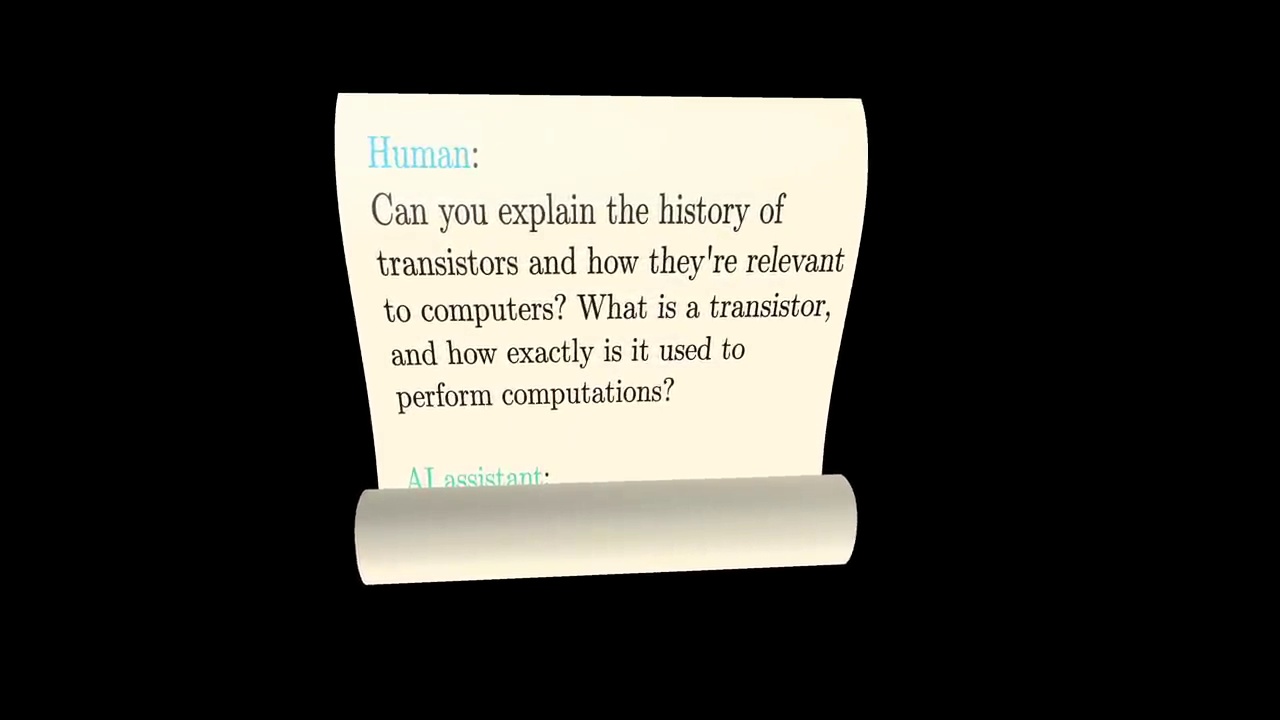 Human:
Can you explain the history of
transistors and how they're relevant
to computers? What is a transistor,
and how exactly is it used to
perform computations?
AI assistant: